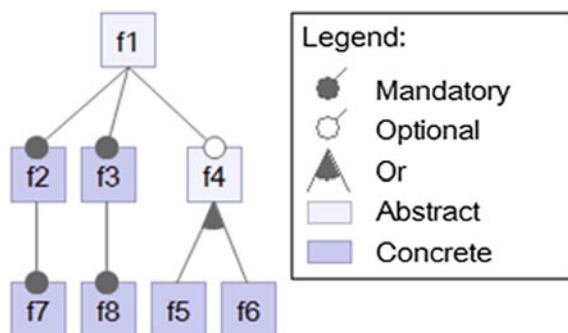 f1
f2
f3
f4
f7
f8
f5
f6
Legend:
Mandatory
Optional
Or
Abstract
Concrete